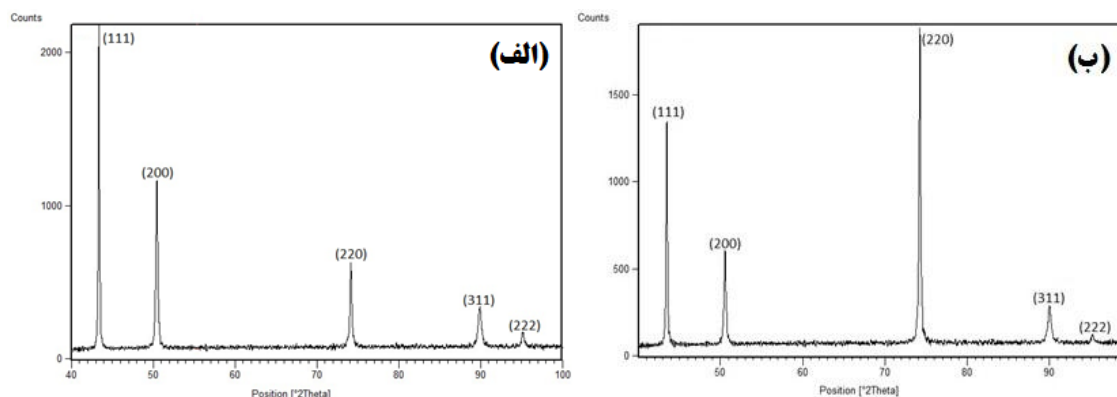 Counts
(الف)
2000
1000
0
(111)
(200)
(220)
(311)
(222)
40 50 60 70 80 90 100
Position [°2Theta]
Counts
(ب)
1500
1000
500
0
(111)
(200)
(220)
(311)
(222)
50 60 70 80 90
Position [°2Theta]